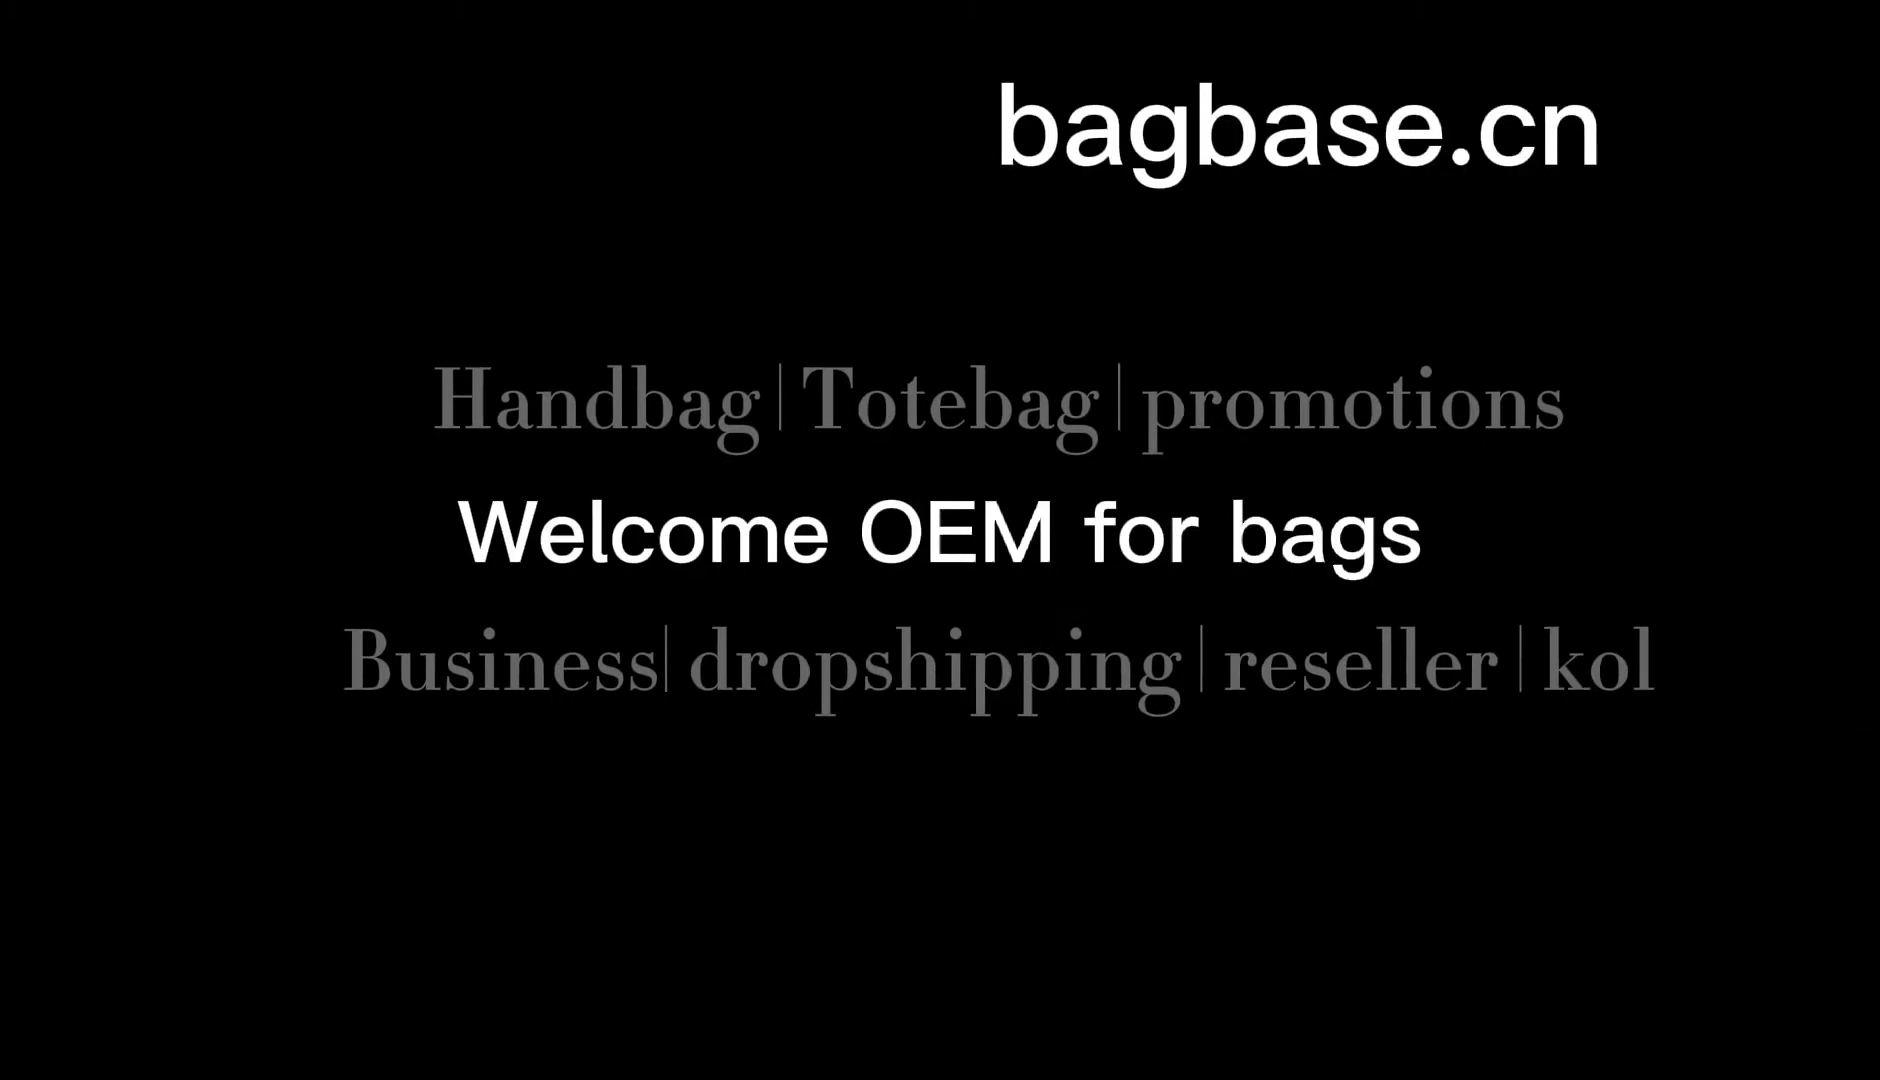 bagbase.cn
Handbag|Totebag|promotions
Welcome OEM for bags
Business|dropshipping|reseller|kol